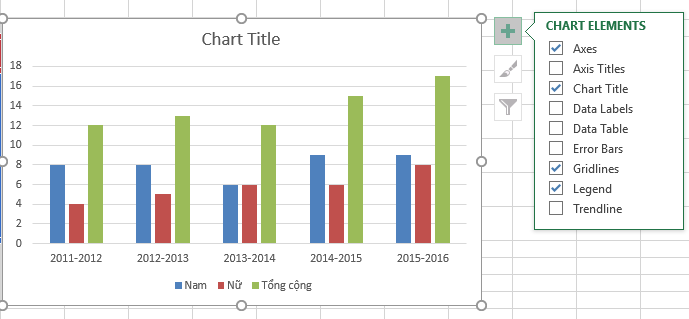 Chart Title
18
16
14
12
10
8
6
4
2
0
2011-2012 2012-2013 2013-2014 2014-2015 2015-2016
Nam Nữ Tổng cộng
CHART ELEMENTS
Axes
Axis Titles
Chart Title
Data Labels
Data Table
Error Bars
Gridlines
Legend
Trendline